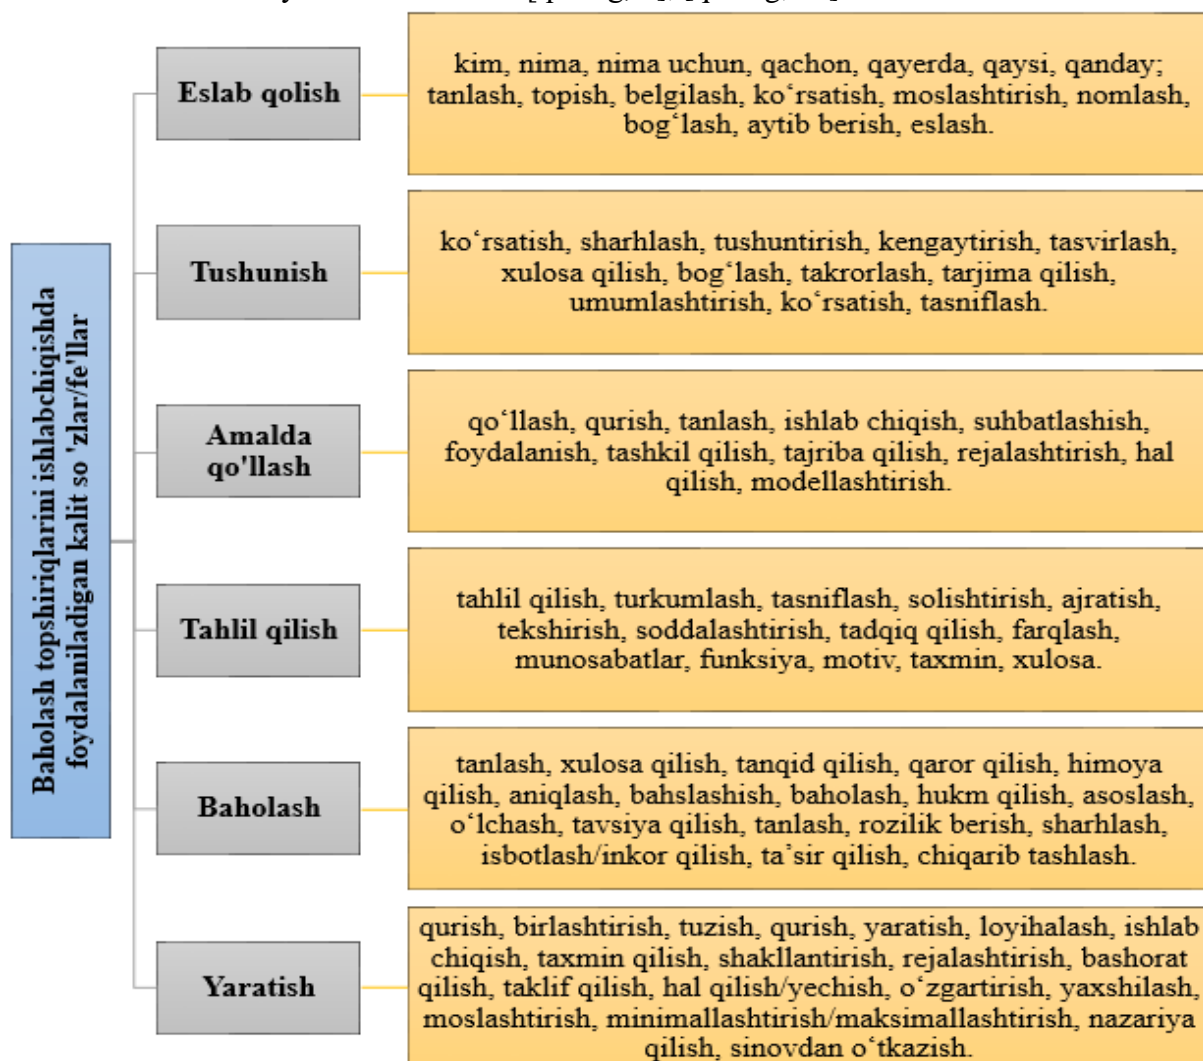 Baholash topshiriqlarini ishlabchiqishda
foydalaniladigan kalit so 'zlar/fe'llar
Eslab qolish
kim, nima, nima uchun, qachon, qayerda, qaysi, qanday;
tanlash, topish, belgilash, ko‘rsatish, moslashtirish, nomlash,
bog‘lash, aytib berish, eslash.
Tushunish
ko‘rsatish, sharhlash, tushuntirish, kengaytirish, tasvirlash,
xulosa qilish, bog‘lash, takrorlash, tarjima qilish,
umumlashtirish, ko‘rsatish, tasniflash.
Amalda
qo'llash
qo‘llash, qurish, tanlash, ishlab chiqish, suhbatlashish,
foydalanish, tashkil qilish, tajriba qilish, rejalashtirish, hal
qilish, modellashtirish.
Tahlil qilish
tahlil qilish, turkumlash, tasniflash, solishtirish, ajratish,
tekshirish, soddalashtirish, tadqiq qilish, farqlash,
munosabatlar, funksiya, motiv, taxmin, xulosa.
Baholash
tanlash, xulosa qilish, tanqid qilish, qaror qilish, himoya
qilish, aniqlash, bahslashish, baholash, hukm qilish, asoslash,
o‘lchash, tavsiya qilish, tanlash, rozilik berish, sharhlash,
isbotlash/inkor qilish, ta’sir qilish, chiqarib tashlash.
Yaratish
qurish, birlashtirish, tuzish, qurish, yaratish, loyihalash, ishlab
chiqish, taxmin qilish, shakllantirish, rejalashtirish, bashorat
qilish, taklif qilish, hal qilish/yechish, o‘zgartirish, yaxshilash,
moslashtirish, minimallashtirish/maksimallashtirish, nazariya
qilish, sinovdan o‘tkazish.